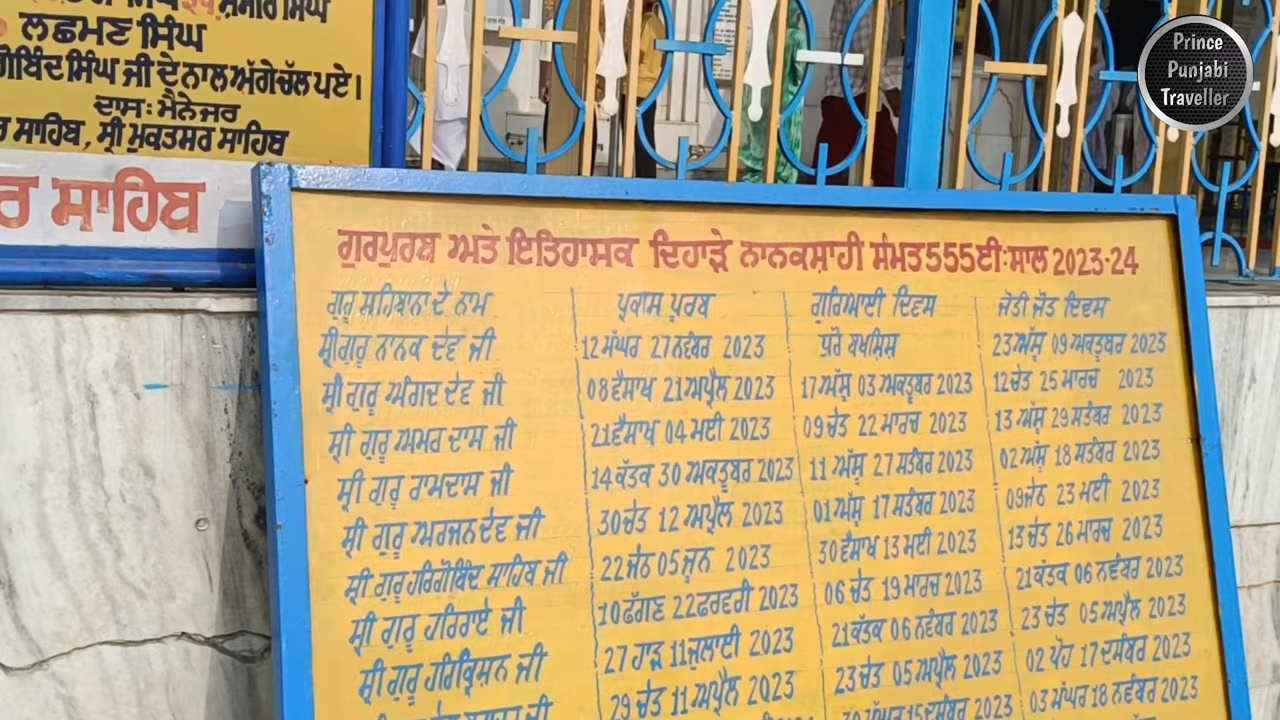 ਸ਼ਮੀਰ ਸਿੰਘ
ਲਛਮਣ ਸਿੰਘ
ਗੋਬਿੰਦ ਸਿੰਘ ਜੀ ਦੇ ਨਾਲ ਅੱਗੇ ਚੱਲ ਪਏ।
ਦਾਸ: ਮੈਨੇਜਰ
ਰ ਸਾਹਿਬ, ਸ੍ਰੀ ਮੁਕਤਸਰ ਸਾਹਿਬ
ਰ ਸਾਹਿਬ
Prince
Punjabi
Traveller
ਗੁਰਪੁਰਬ ਅਤੇ ਇਤਿਹਾਸਕ ਦਿਹਾੜੇ ਨਾਨਕਸ਼ਾਹੀ ਸੰਮਤ 555 ਈ:ਸਾਲ 2023-24
ਗੁਰੂ ਸਹਿਬਾਨਾ ਦੇ ਨਾਮ ਪ੍ਰਕਾਸ ਪੂਰਬ ਗੁਰਿਆਈ ਦਿਵਸ ਜੋਤੀ ਜੋਤ ਦਿਵਸ
ਸ੍ਰੀ ਗੁਰੂ ਨਾਨਕ ਦੇਵ ਜੀ 12 ਮੱਘਰ 27 ਨਵੰਬਰ 2023 ਧੁਰੋ ਬਖਸਿਸ 23 ਅੱਸੂ 09 ਅਕਤੂਬਰ 2023
ਸ੍ਰੀ ਗੁਰੂ ਅੰਗਦ ਦੇਵ ਜੀ 08 ਵੈਸਾਖ 21 ਅਪ੍ਰੈਲ 2023 17 ਅੱਸੂ 03 ਅਕਤੂਬਰ 2023 12 ਚੇਤ 25 ਮਾਰਚ 2023
ਸ੍ਰੀ ਗੁਰੂ ਅਮਰ ਦਾਸ ਜੀ 21 ਵੈਸਾਖ 04 ਮਈ 2023 09 ਚੇਤ 22 ਮਾਰਚ 2023 13 ਅੱਸੂ 29 ਸਤੰਬਰ 2023
ਸ੍ਰੀ ਗੁਰੂ ਰਾਮਦਾਸ ਜੀ 14 ਕੱਤਕ 30 ਅਕਤੂਬਰ 2023 11 ਅੱਸੂ 27 ਸਤੰਬਰ 2023 02 ਅੱਸੂ 18 ਸਤੰਬਰ 2023
ਸ੍ਰੀ ਗੁਰੂ ਅਰਜਨ ਦੇਵ ਜੀ 30 ਚੇਤ 12 ਅਪ੍ਰੈਲ 2023 01 ਅੱਸੂ 17 ਸਤੰਬਰ 2023 09 ਜੇਠ 23 ਮਈ 2023
ਸ੍ਰੀ ਗੁਰੂ ਹਰਿਗੋਬਿੰਦ ਸਾਹਿਬ ਜੀ 22 ਜੇਠ 05 ਜੂਨ 2023 30 ਵੈਸਾਖ 13 ਮਈ 2023 13 ਚੇਤ 26 ਮਾਰਚ 2023
ਸ੍ਰੀ ਗੁਰੂ ਹਰਿਰਾਏ ਜੀ 10 ਫੱਗਣ 22 ਫਰਵਰੀ 2023 06 ਚੇਤ 19 ਮਾਰਚ 2023 21 ਕੱਤਕ 06 ਨਵੰਬਰ 2023
ਸ੍ਰੀ ਗੁਰੂ ਹਰਿਕ੍ਰਿਸ਼ਨ ਜੀ 27 ਹਾੜ 11 ਜੁਲਾਈ 2023 21 ਕੱਤਕ 06 ਨਵੰਬਰ 2023 23 ਚੇਤ 05 ਅਪ੍ਰੈਲ 2023
29 ਚੇਤ 11 ਅਪ੍ਰੈਲ 2023 23 ਚੇਤ 05 ਅਪ੍ਰੈਲ 2023 02 ਪੋਹ 17 ਦਸੰਬਰ 2023
15 ਦਸੰਬਰ 2023 03 ਮੱਘਰ 18 ਨਵੰਬਰ 2023